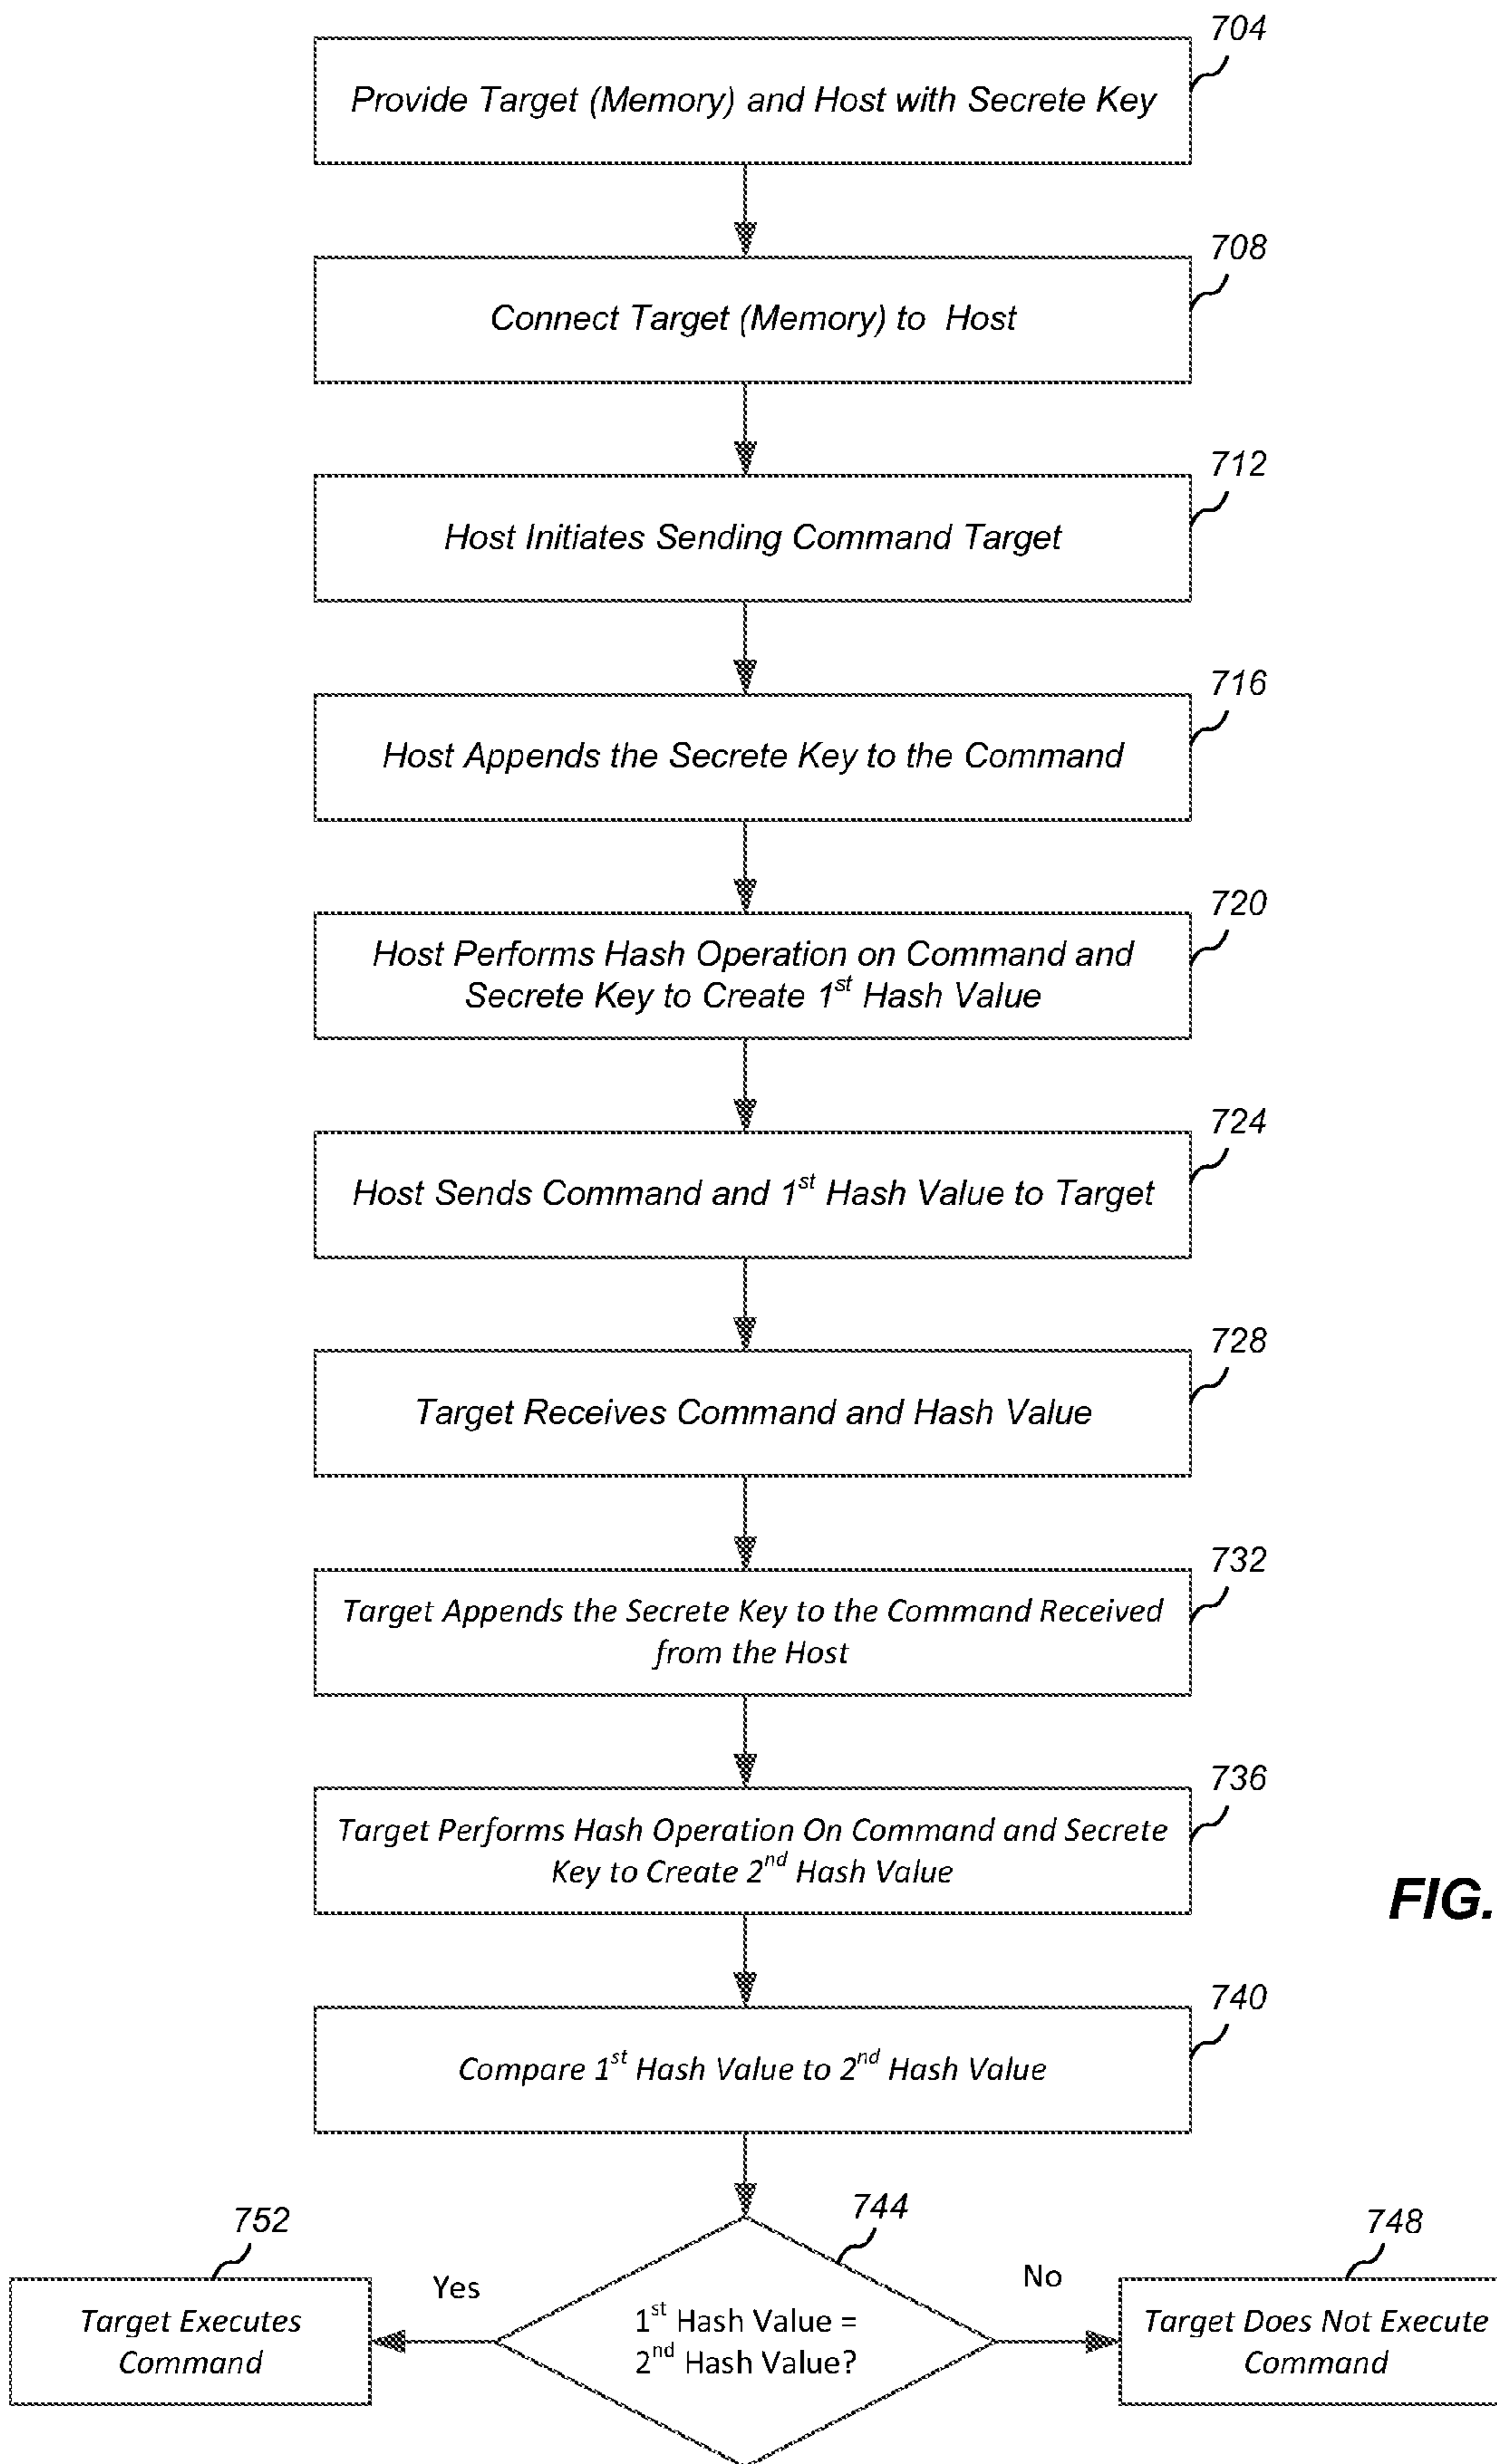 704
Provide Target (Memory) and Host with Secrete Key
708
Connect Target (Memory) to Host
712
Host Initiates Sending Command Target
716
Host Appends the Secrete Key to the Command
720
Host Performs Hash Operation on Command and
Secrete Key to Create 1st Hash Value
724
Host Sends Command and 1st Hash Value to Target
728
Target Receives Command and Hash Value
732
Target Appends the Secrete Key to the Command Received
from the Host
736
Target Performs Hash Operation On Command and Secrete
Key to Create 2nd Hash Value
FIG.
740
Compare 1st Hash Value to 2nd Hash Value
752
744
748
Yes
No
Target Executes
Command
1st Hash Value =
2nd Hash Value?
Target Does Not Execute
Command